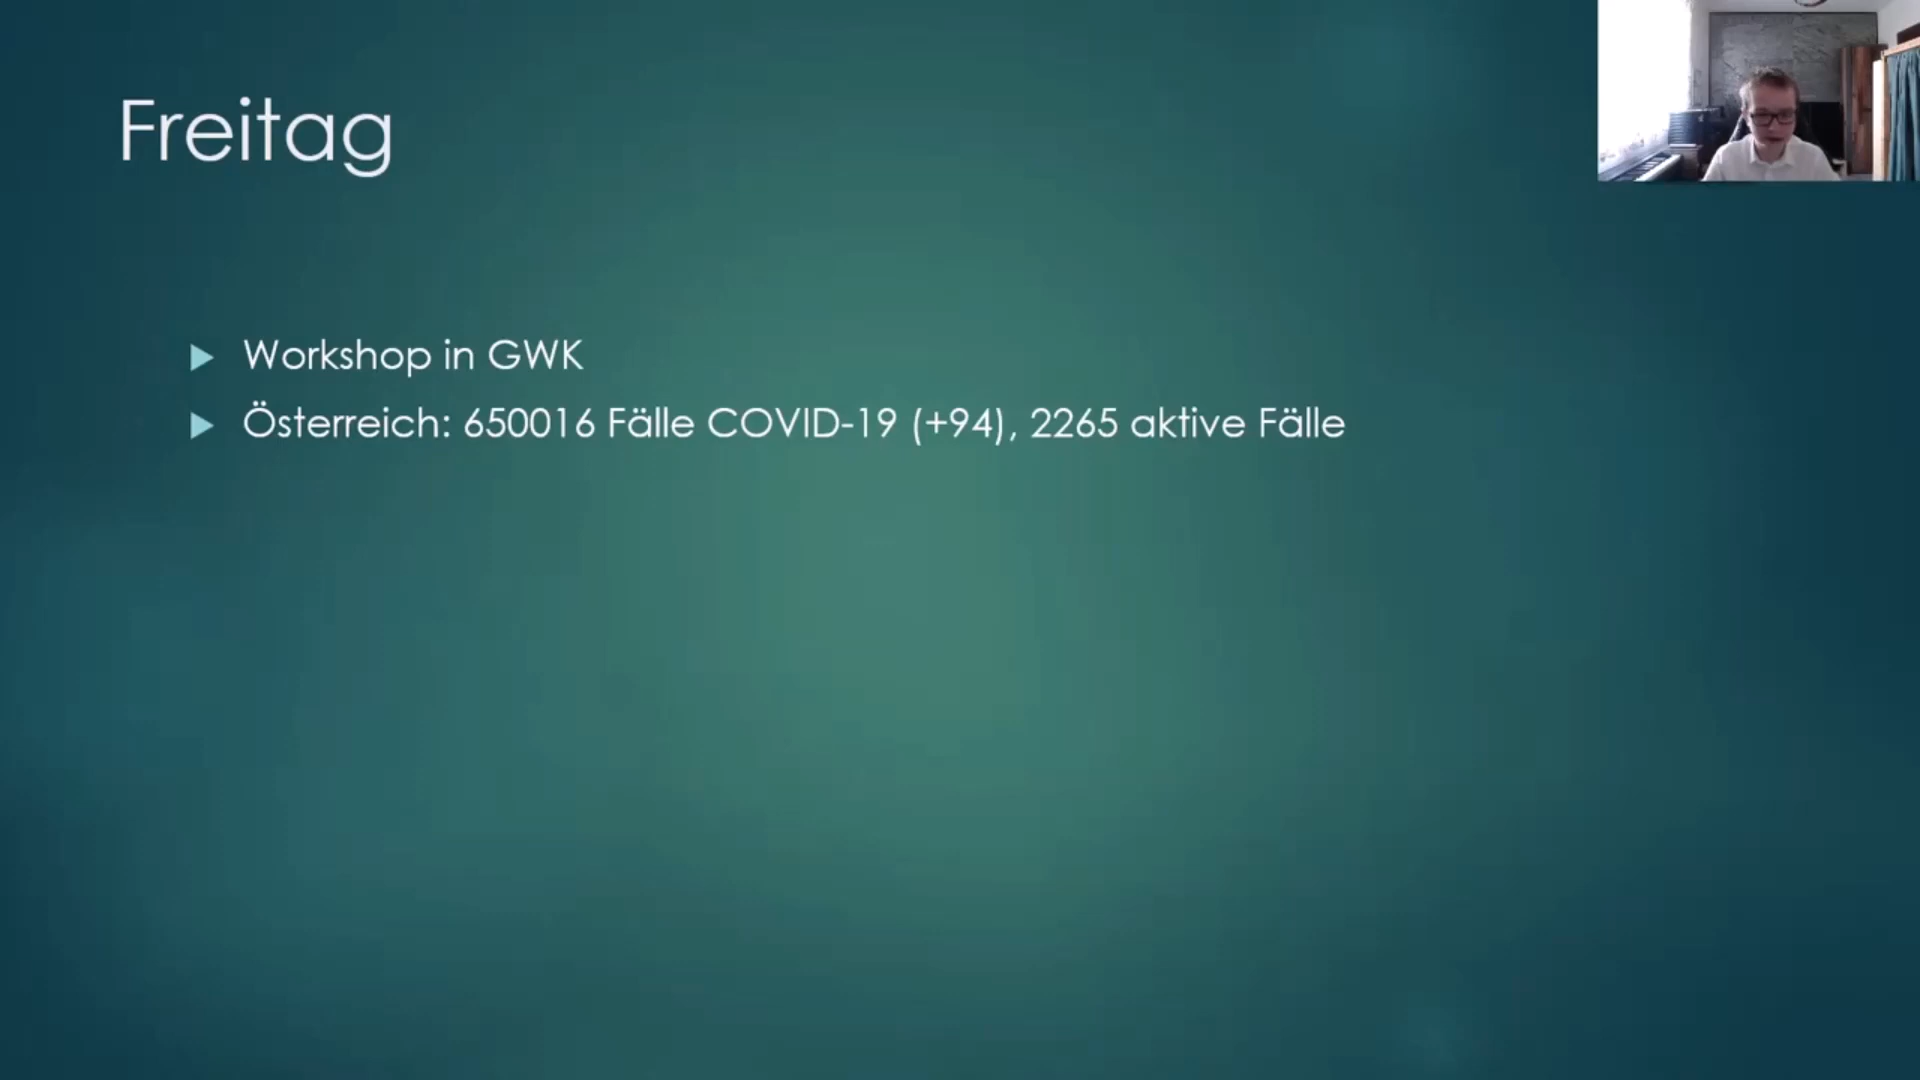 Freitag
Workshop in GWK
Österreich: 650016 Fälle COVID-19 (+94), 2265 aktive Fälle